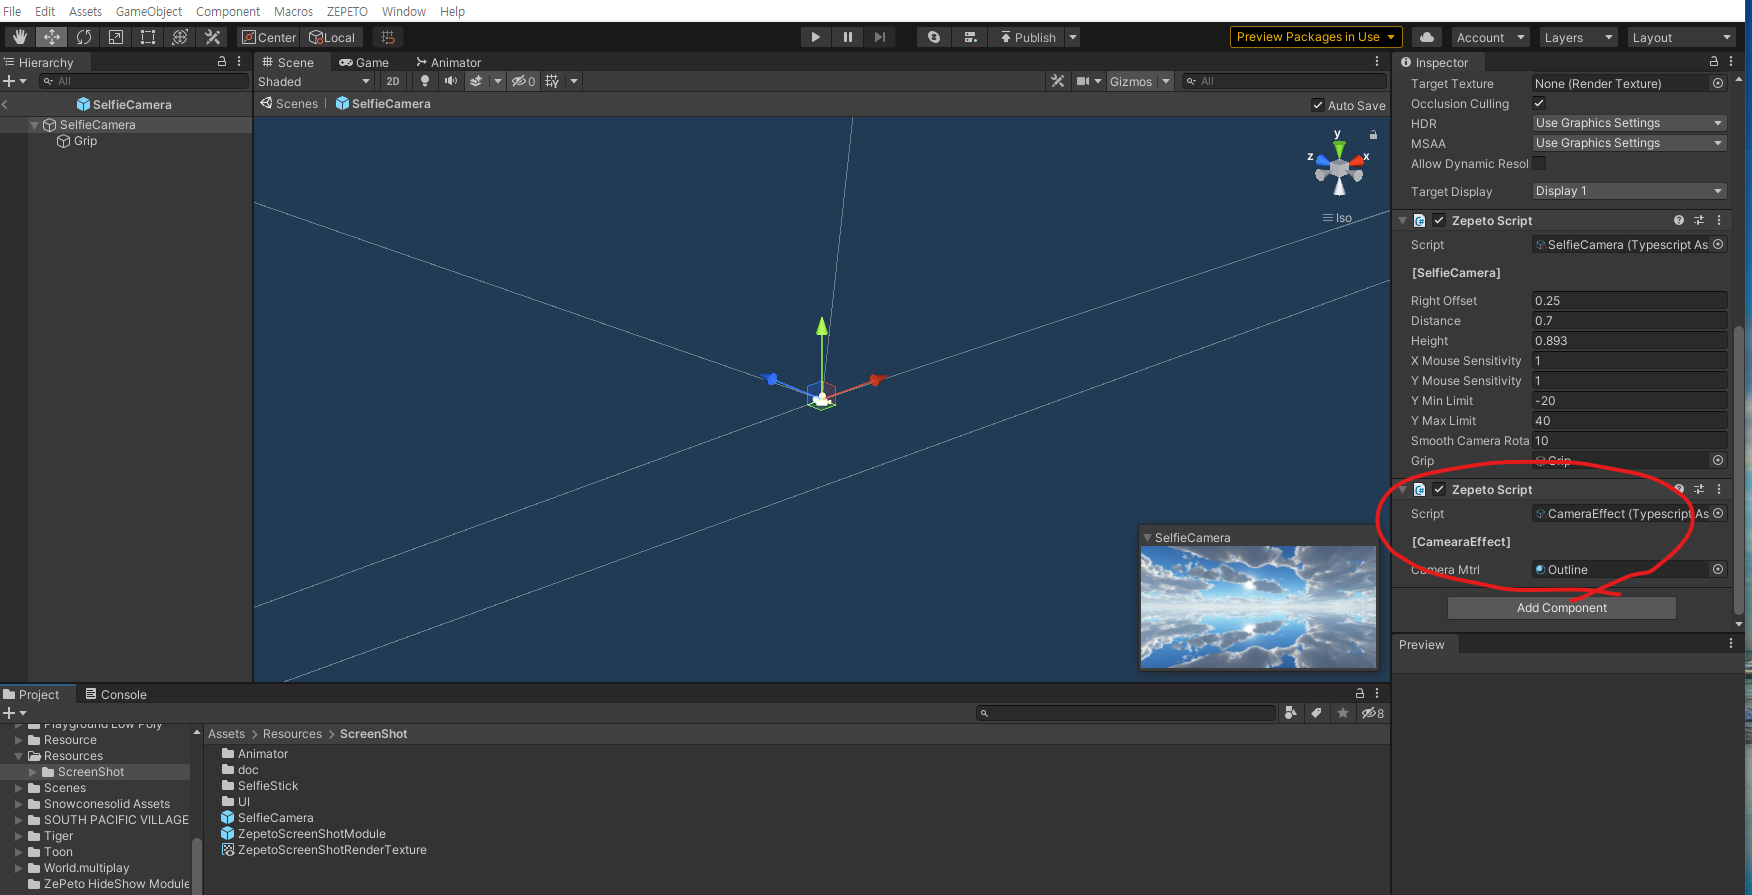 File Edit Assets GameObject Component Macros ZEPETO Window Help
Center Local Publish Preview Packages in Use Account Layers Layout
Hierarchy
All
SelfieCamera
SelfieCamera
Grip
Scene Game Animator
Shaded 2D 0 Gizmos All
Scenes | SelfieCamera Auto Save
y
z x
Iso
SelfieCamera
Inspector
Target Texture None (Render Texture)
Occlusion Culling
HDR Use Graphics Settings
MSAA Use Graphics Settings
Allow Dynamic Resol
Target Display Display 1
Zepeto Script
Script SelfieCamera (Typescript As
[SelfieCamera]
Right Offset 0.25
Distance 0.7
Height 0.893
X Mouse Sensitivity 1
Y Mouse Sensitivity 1
Y Min Limit -20
Y Max Limit 40
Smooth Camera Rota 10
Grip Grip
Zepeto Script
Script CameraEffect (Typescript As
[CamearaEffect]
Camera Mtrl Outline
Add Component
Preview
Project Console
8
Playground Low Poly
Resource
Resources
ScreenShot
Scenes
Snowconesolid Assets
SOUTH PACIFIC VILLAGE
Tiger
Toon
World.multiplay
ZePeto HideShow Module
Assets > Resources > ScreenShot
Animator
doc
SelfieStick
UI
SelfieCamera
ZepetoScreenShotModule
ZepetoScreenShotRenderTexture